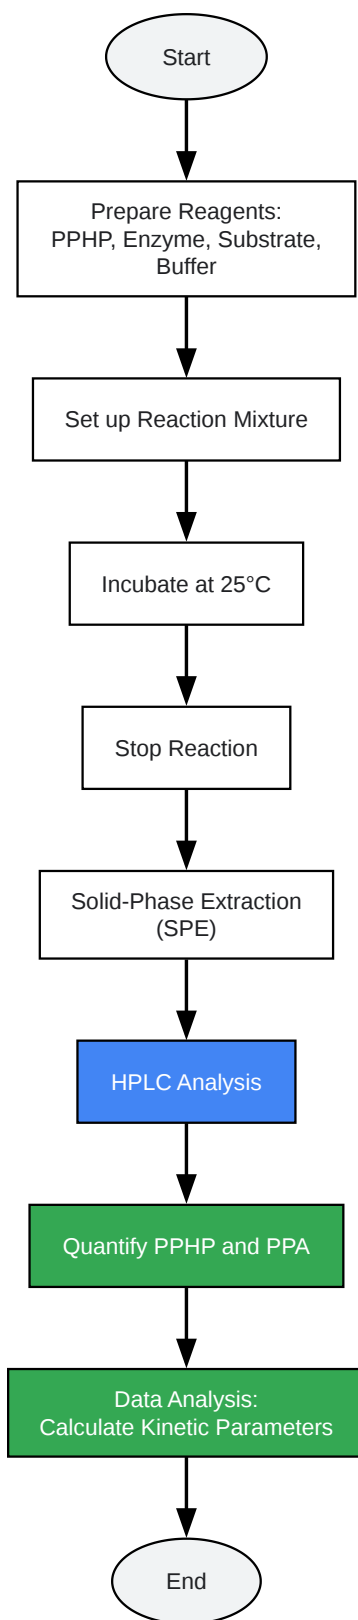 Start
Prepare Reagents:
PPHP, Enzyme, Substrate,
Buffer
Set up Reaction Mixture
Incubate at 25°C
Stop Reaction
Solid-Phase Extraction
(SPE)
HPLC Analysis
Quantify PPHP and PPA
Data Analysis:
Calculate Kinetic Parameters
End